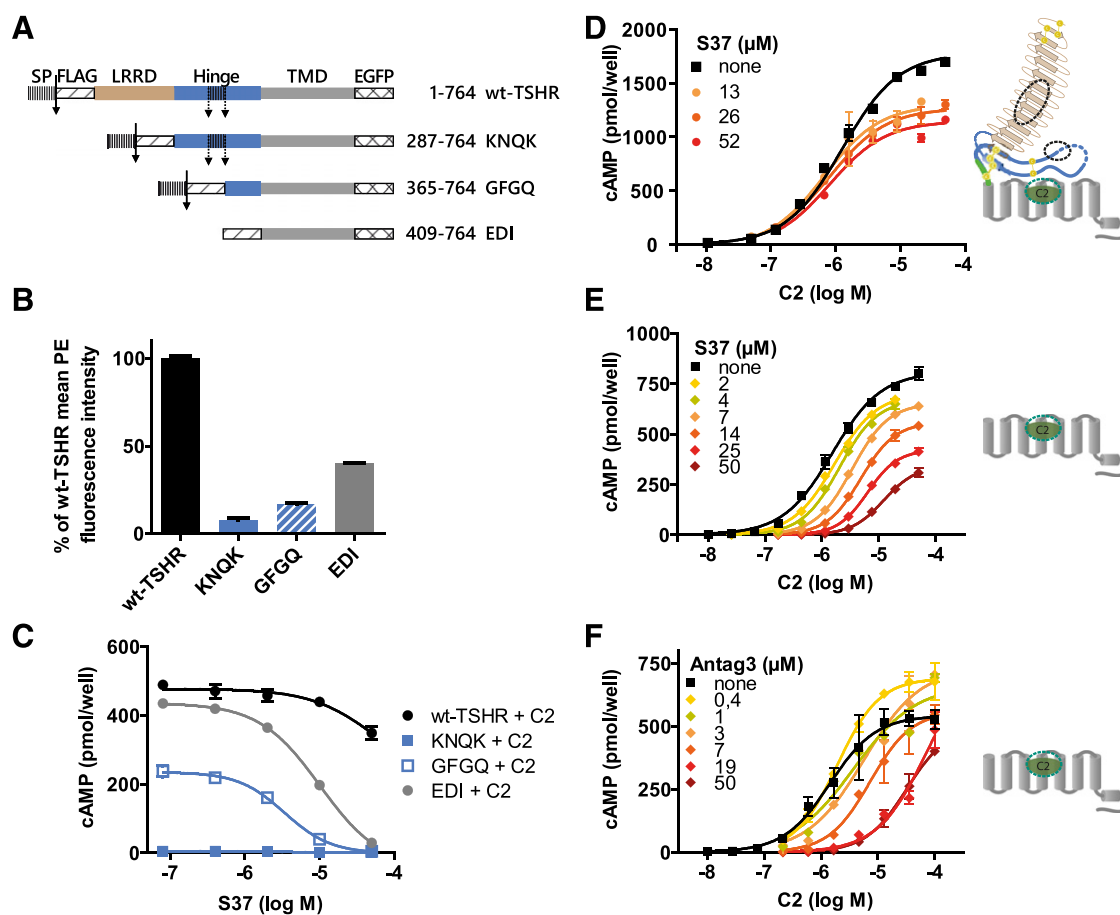 A
SP FLAG LRRD Hinge TMD EGFP
1-764 wt-TSHR
287-764 KNQK
365-764 GFGQ
409-764 EDI
B
% of wt-TSHR mean PE
fluorescence intensity
100
50
0
wt-TSHR
KNQK
GFGQ
EDI
C
cAMP (pmol/well)
600
400
200
0
-7 -6 -5 -4
S37 (log M)
wt-TSHR + C2
KNQK + C2
GFGQ + C2
EDI + C2
D
cAMP (pmol/well)
2000
1500
1000
500
0
S37 (µM)
none
13
26
52
-8 -7 -6 -5 -4
C2 (log M)
C2
E
cAMP (pmol/well)
1000
750
500
250
0
S37 (µM)
none
2
4
7
14
25
50
-8 -7 -6 -5 -4
C2 (log M)
C2
F
cAMP (pmol/well)
750
500
250
0
Antag3 (µM)
none
0,4
1
3
7
19
50
-8 -7 -6 -5 -4
C2 (log M)
C2